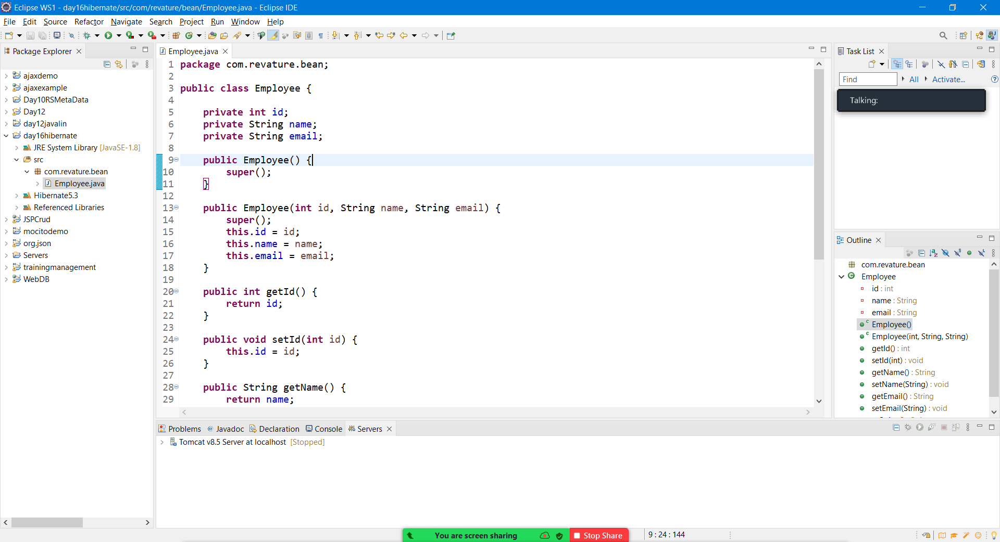 Eclipse WS1 - day16hibernate/src/com/revature/bean/Employee.java - Eclipse IDE
File Edit Source Refactor Navigate Search Project Run Window Help
Package Explorer
ajaxdemo
ajaxexample
Day10RSMetaData
Day12
day12javalin
day16hibernate
JRE System Library [JavaSE-1.8]
src
com.revature.bean
Employee.java
Hibernate5.3
Referenced Libraries
JSPCrud
mocitodemo
org.json
Servers
trainingmanagement
WebDB
Employee.java
1 package com.revature.bean;
2
3 public class Employee {
4
5 private int id;
6 private String name;
7 private String email;
8
9 public Employee() {
10 super();
11 }
12
13 public Employee(int id, String name, String email) {
14 super();
15 this.id = id;
16 this.name = name;
17 this.email = email;
18 }
19
20 public int getId() {
21 return id;
22 }
23
24 public void setId(int id) {
25 this.id = id;
26 }
27
28 public String getName() {
29 return name;
Task List
Find All Activate...
Talking:
Outline
com.revature.bean
Employee
id : int
name : String
email : String
Employee()
Employee(int, String, String)
getId() : int
setId(int) : void
getName() : String
setName(String) : void
getEmail() : String
setEmail(String) : void
Problems Javadoc Declaration Console Servers
Tomcat v8.5 Server at localhost [Stopped]
You are screen sharing Stop Share
9 : 24 : 144